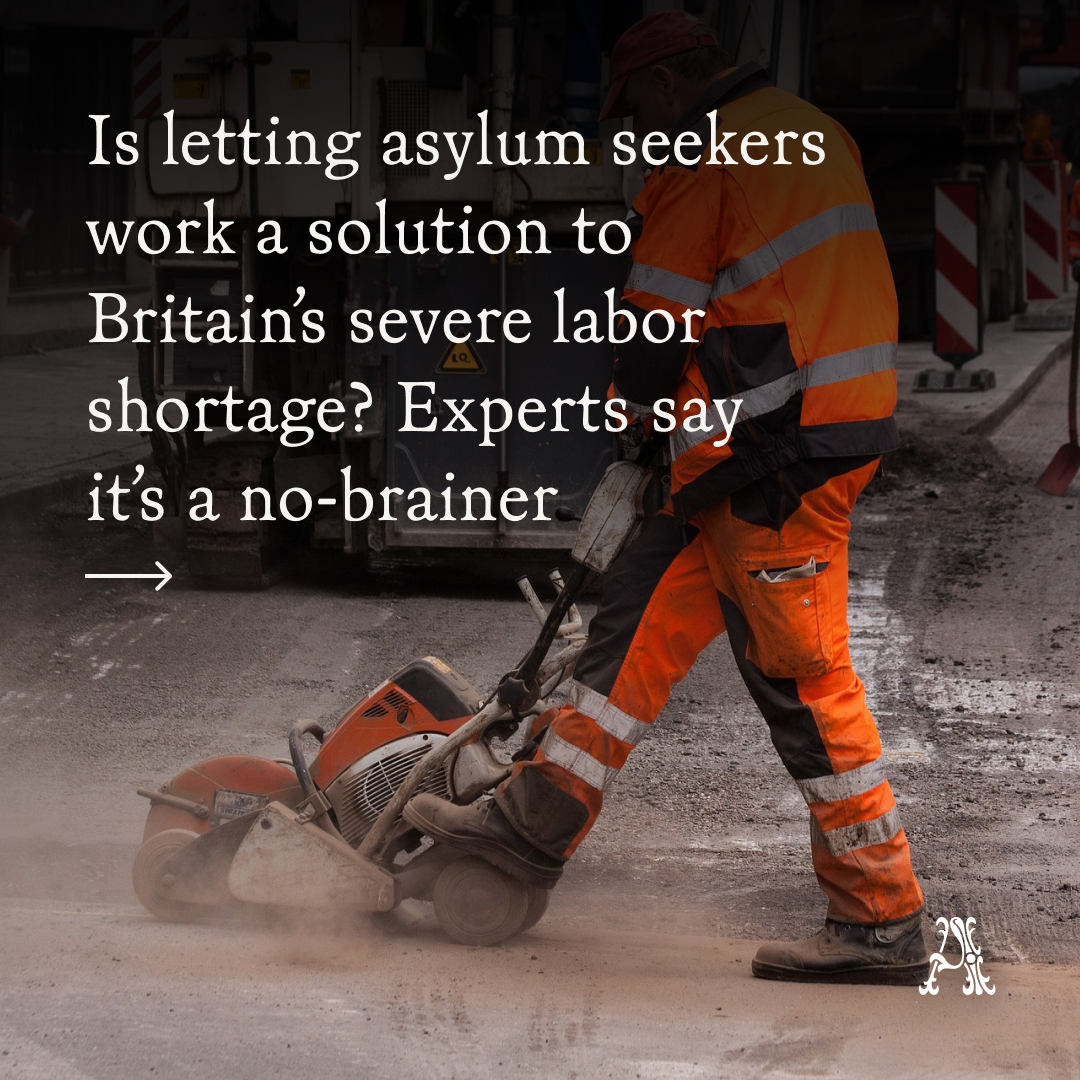 Is letting asylum seekers
work a solution to
Britain’s severe labor
shortage? Experts say
it’s a no-brainer
A